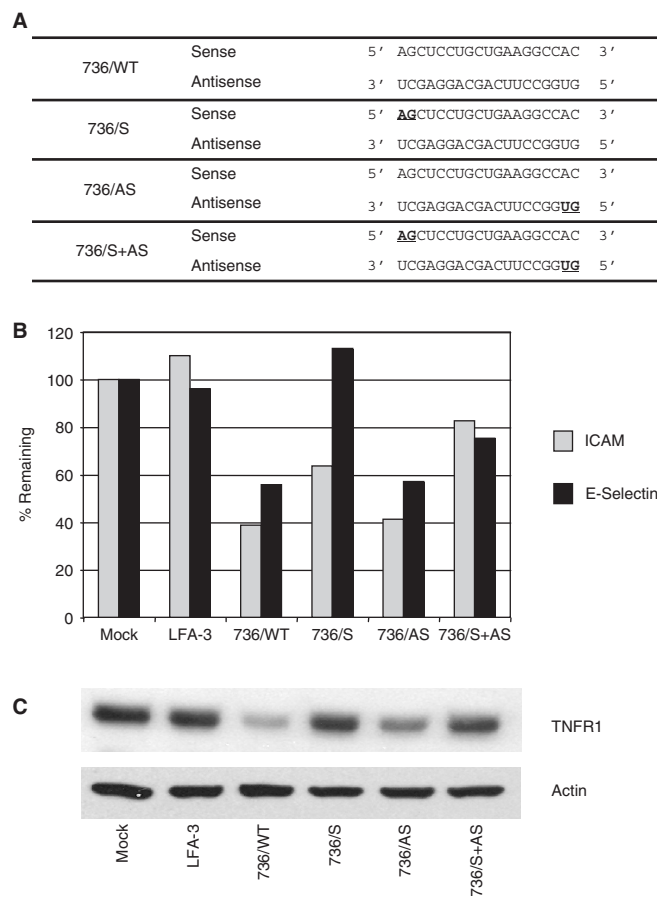 A
736/WT Sense 5′ AGCUCCUGCUGAAGGCCAC 3′
Antisense 3′ UCGAGGACGACUUCCGGUG 5′
736/S Sense 5′ AGCUCCUGCUGAAGGCCAC 3′
Antisense 3′ UCGAGGACGACUUCCGGUG 5′
736/AS Sense 5′ AGCUCCUGCUGAAGGCCAC 3′
Antisense 3′ UCGAGGACGACUUCCGGUG 5′
736/S+AS Sense 5′ AGCUCCUGCUGAAGGCCAC 3′
Antisense 3′ UCGAGGACGACUUCCGGUG 5′
B
% Remaining
120
100
80
60
40
20
0
Mock LFA-3 736/WT 736/S 736/AS 736/S+AS
ICAM
E-Selectin
C
TNFR1
Actin
Mock LFA-3 736/WT 736/S 736/AS 736/S+AS